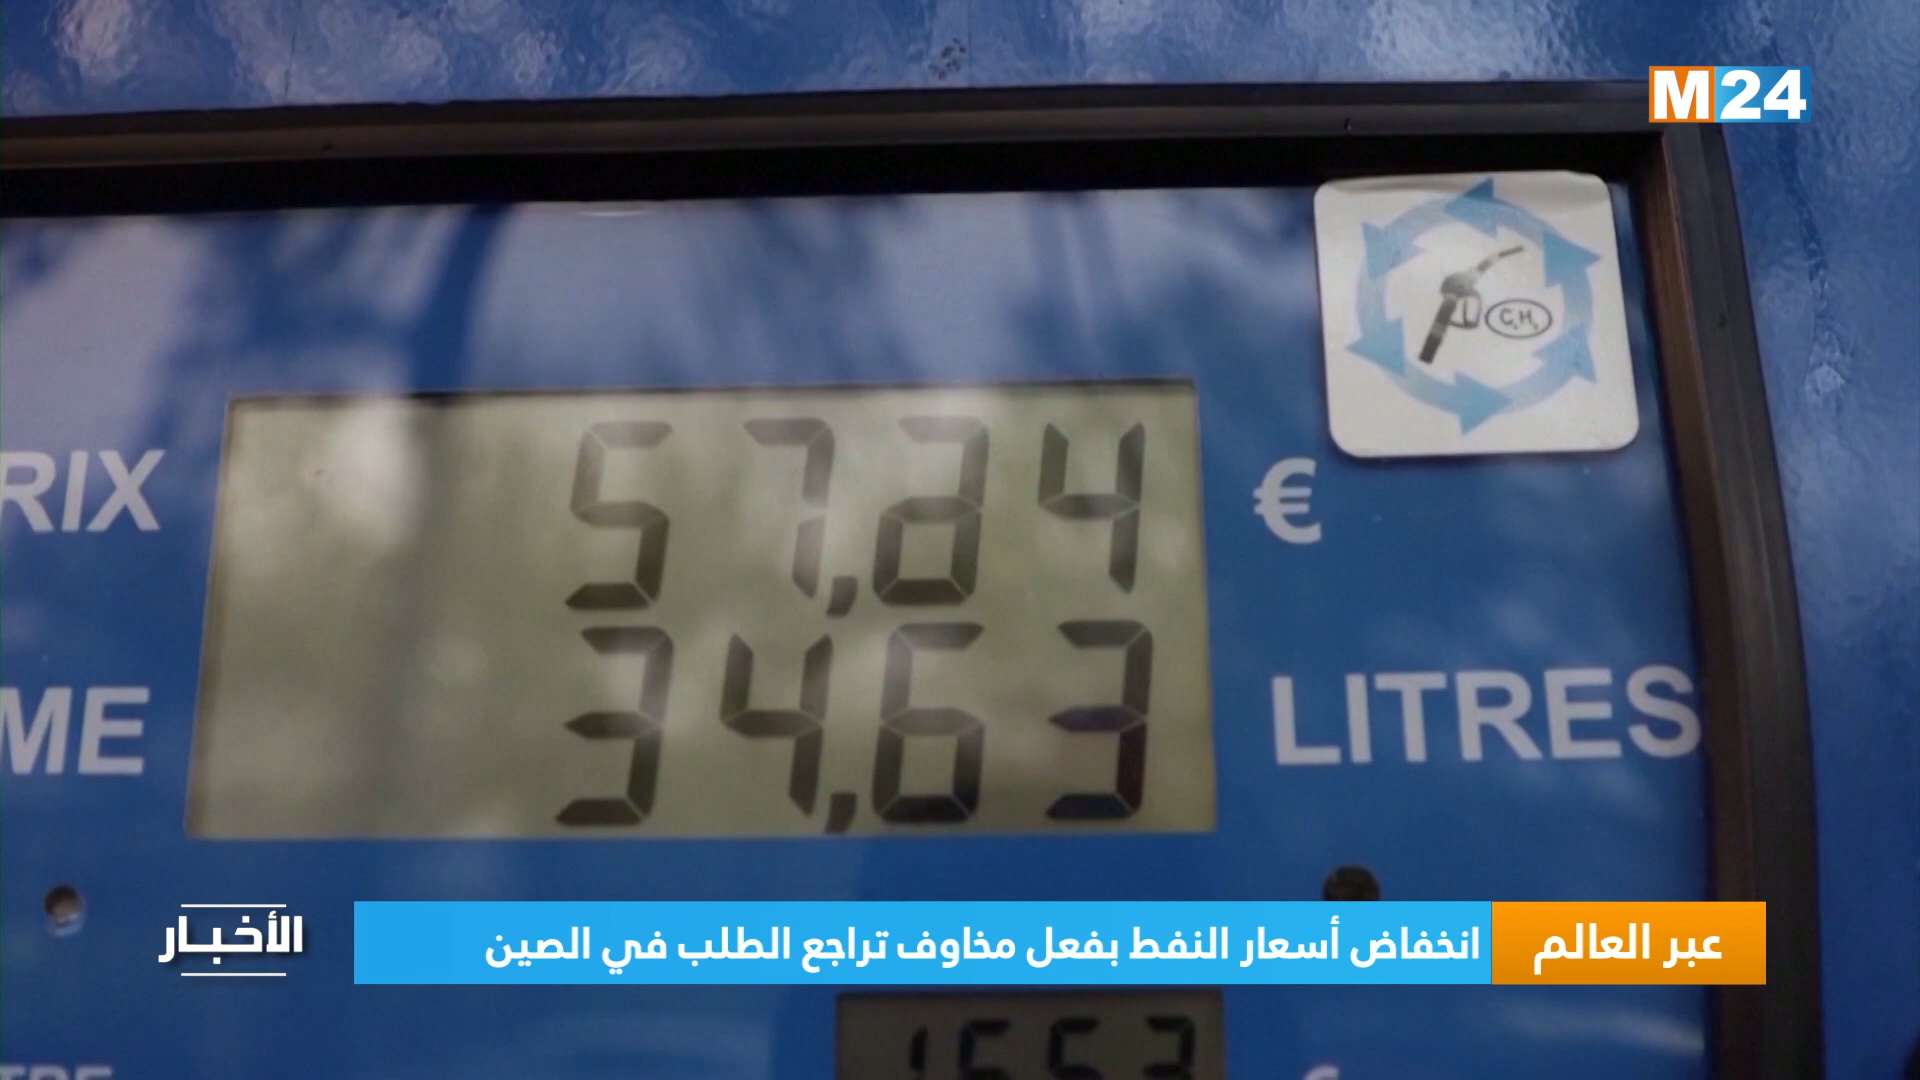 M24
RIX 57,24 €
ME 34,63 LITRES
C H
عبر العالم
انخفاض أسعار النفط بفعل مخاوف تراجع الطلب في الصين
الأخبار